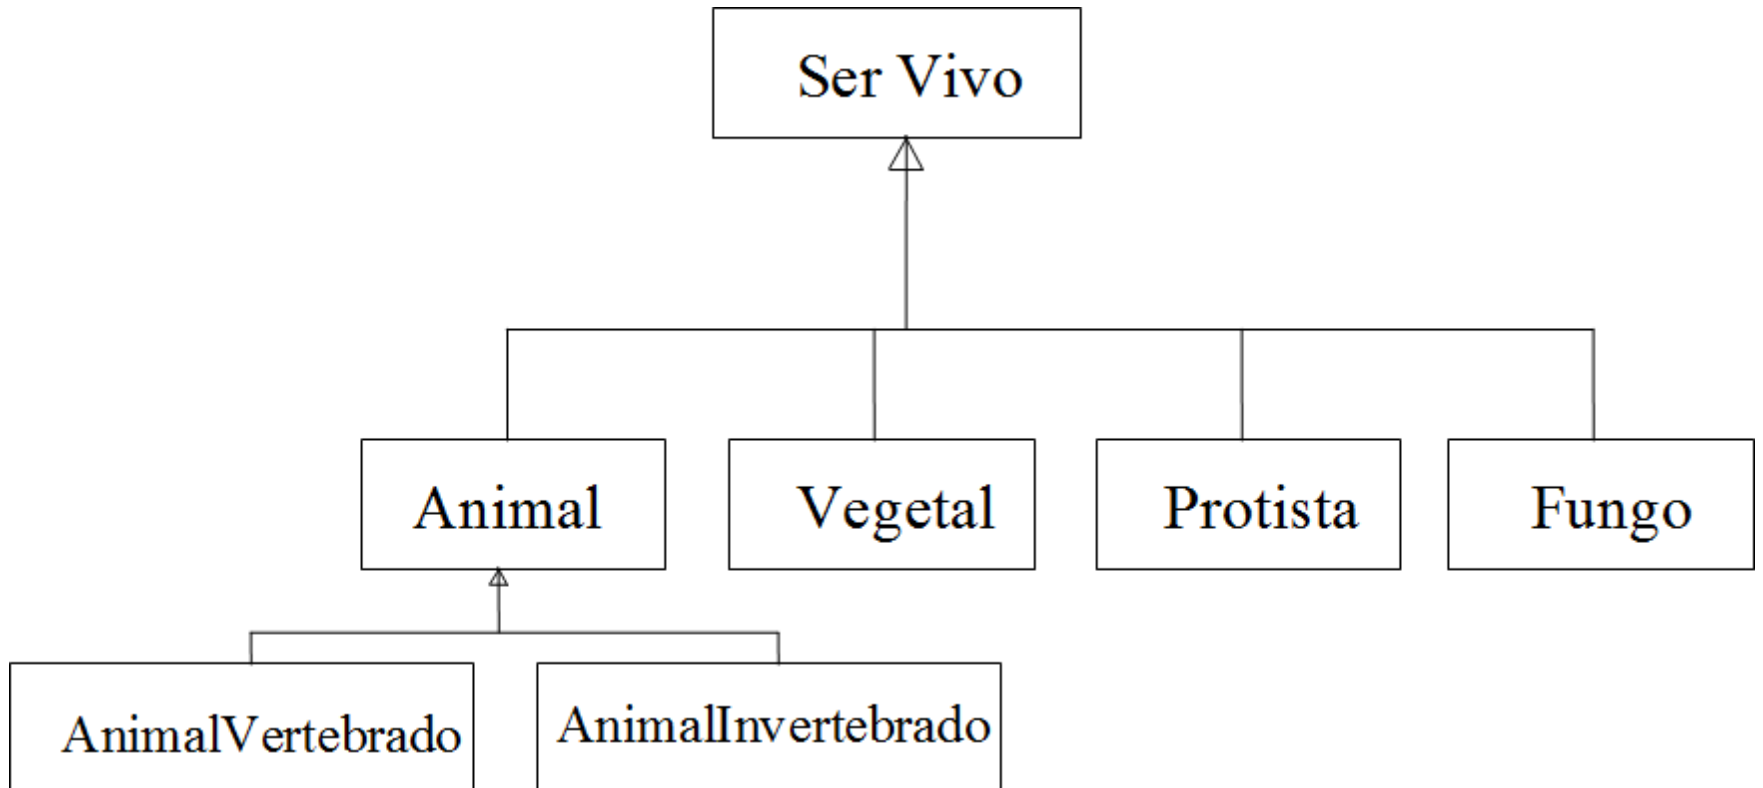 Ser Vivo
Animal
Vegetal
Protista
Fungo
AnimalVertebrado
AnimalInvertebrado